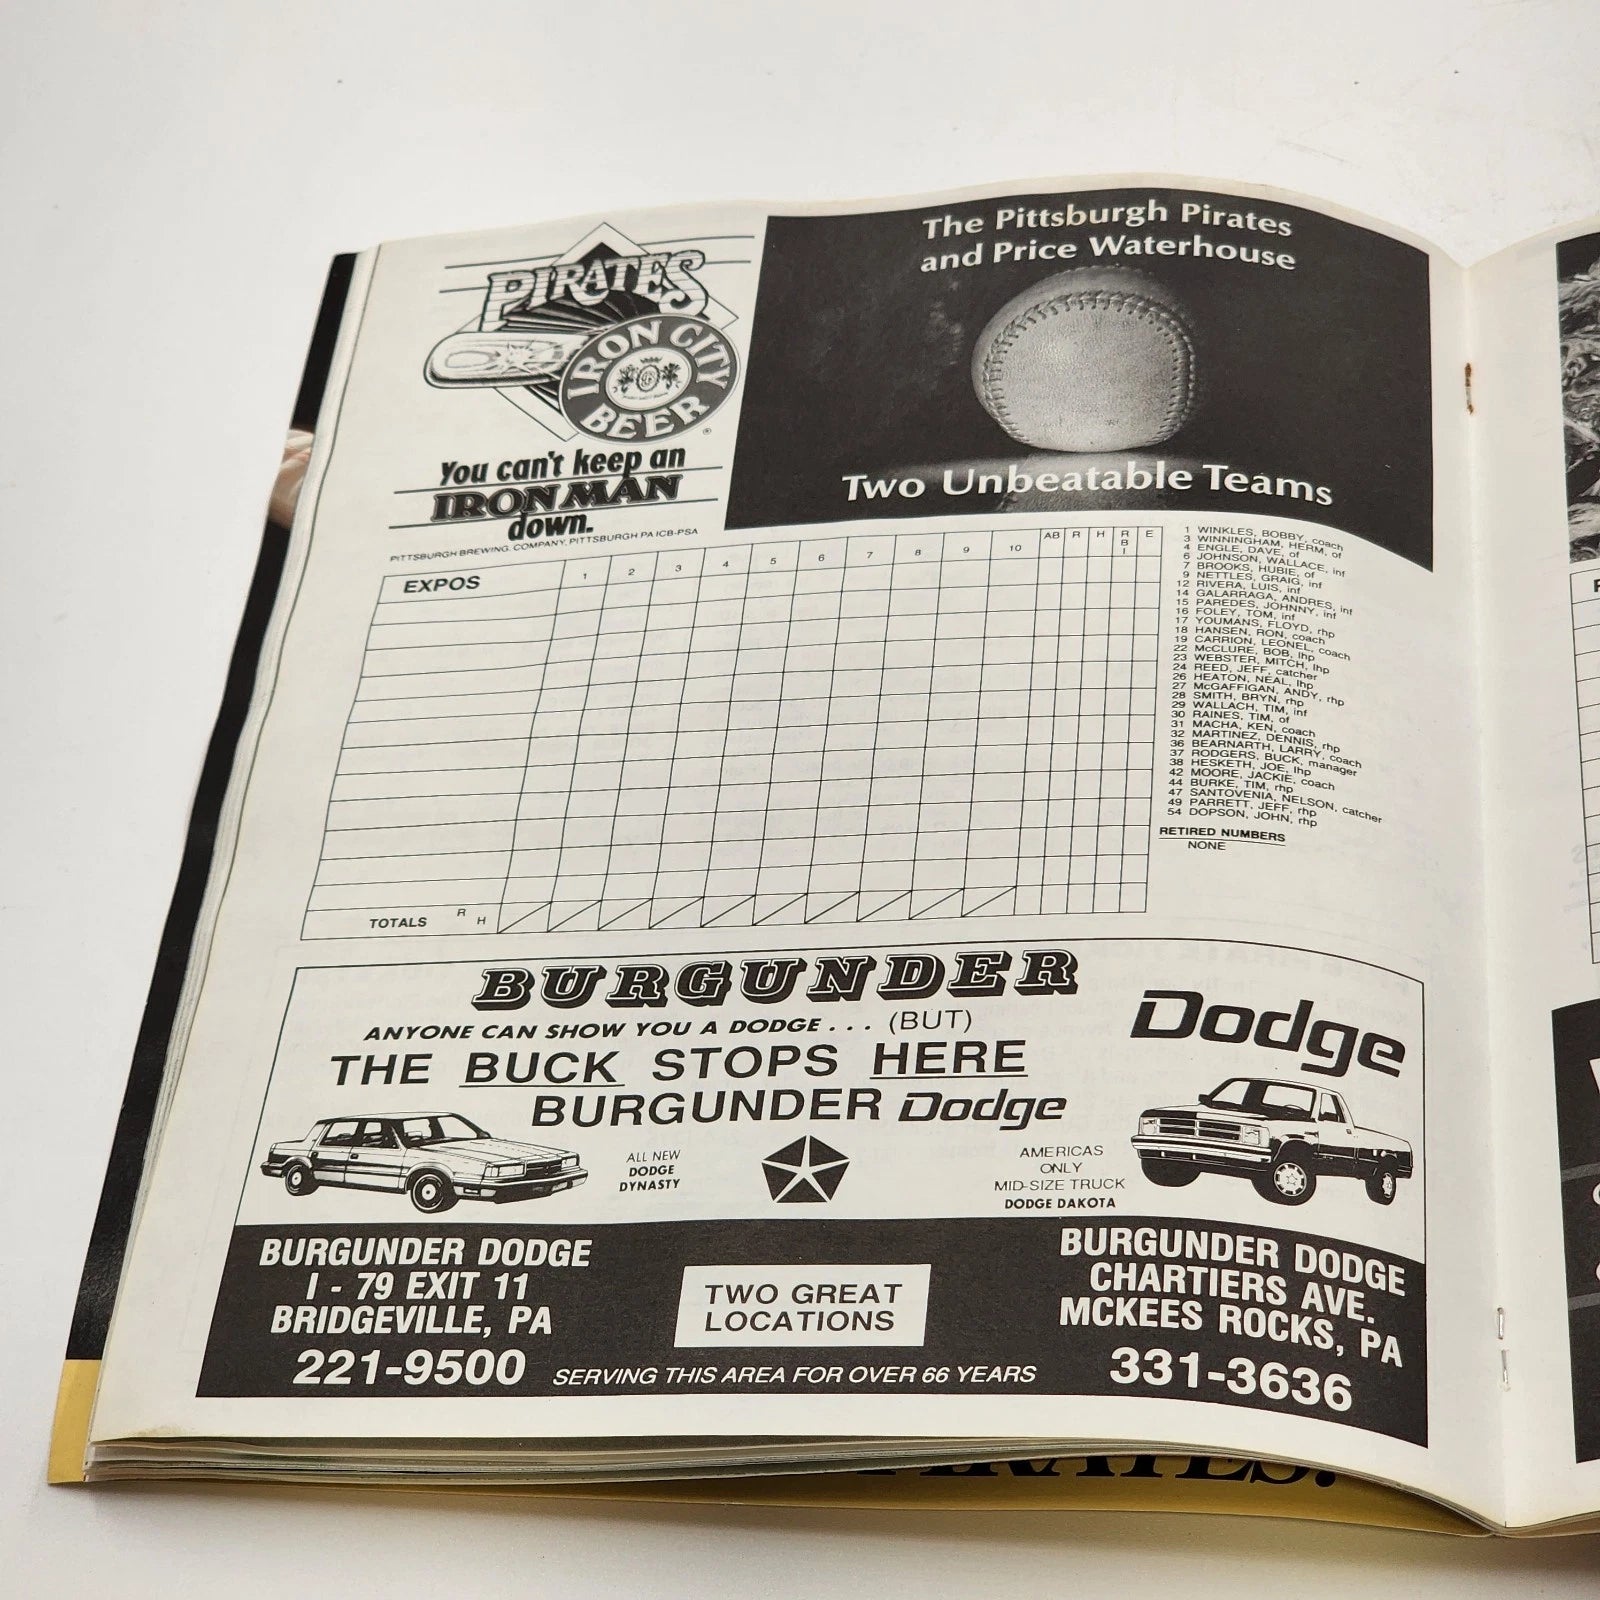 PIRATES
IRON CITY
BEER
®
You can't keep an
IRON MAN
down.
PITTSBURGH BREWING. COMPANY, PITTSBURGH PA ICB-PSA
The Pittsburgh Pirates
and Price Waterhouse
Two Unbeatable Teams
EXPOS 1 2 3 4 5 6 7 8 9 10 AB R H RBI E
TOTALS R H
1 WINKLES, BOBBY, coach
3 WINNINGHAM, HERM, of
4 ENGLE, DAVE, of
6 JOHNSON, WALLACE, inf
7 BROOKS, HUBIE, of
9 NETTLES, GRAIG, inf
12 RIVERA, LUIS, inf
14 GALARRAGA, ANDRES, inf
15 PAREDES, JOHNNY, inf
16 FOLEY, TOM, inf
17 YOUMANS, FLOYD, rhp
18 HANSEN, RON, coach
19 CARRION, LEONEL, coach
22 McCLURE, BOB, lhp
23 WEBSTER, MITCH, lhp
24 REED, JEFF, catcher
26 HEATON, NEAL, lhp
27 McGAFFIGAN, ANDY, rhp
28 SMITH, BRYN, rhp
29 WALLACH, TIM, inf
30 RAINES, TIM, of
31 MACHA, KEN, coach
32 MARTINEZ, DENNIS, rhp
36 BEARNARTH, LARRY, coach
37 RODGERS, BUCK, manager
38 HESKETH, JOE, lhp
42 MOORE, JACKIE, coach
44 BURKE, TIM, rhp
47 SANTOVENIA, NELSON, catcher
49 PARRETT, JEFF, rhp
54 DOPSON, JOHN, rhp
RETIRED NUMBERS
NONE
BURGUNDER
ANYONE CAN SHOW YOU A DODGE . . . (BUT)
THE BUCK STOPS HERE
BURGUNDER Dodge
Dodge
ALL NEW
DODGE
DYNASTY
AMERICAS
ONLY
MID-SIZE TRUCK
DODGE DAKOTA
BURGUNDER DODGE
I - 79 EXIT 11
BRIDGEVILLE, PA
221-9500
TWO GREAT
LOCATIONS
SERVING THIS AREA FOR OVER 66 YEARS
BURGUNDER DODGE
CHARTIERS AVE.
MCKEES ROCKS, PA
331-3636
PIRATES!